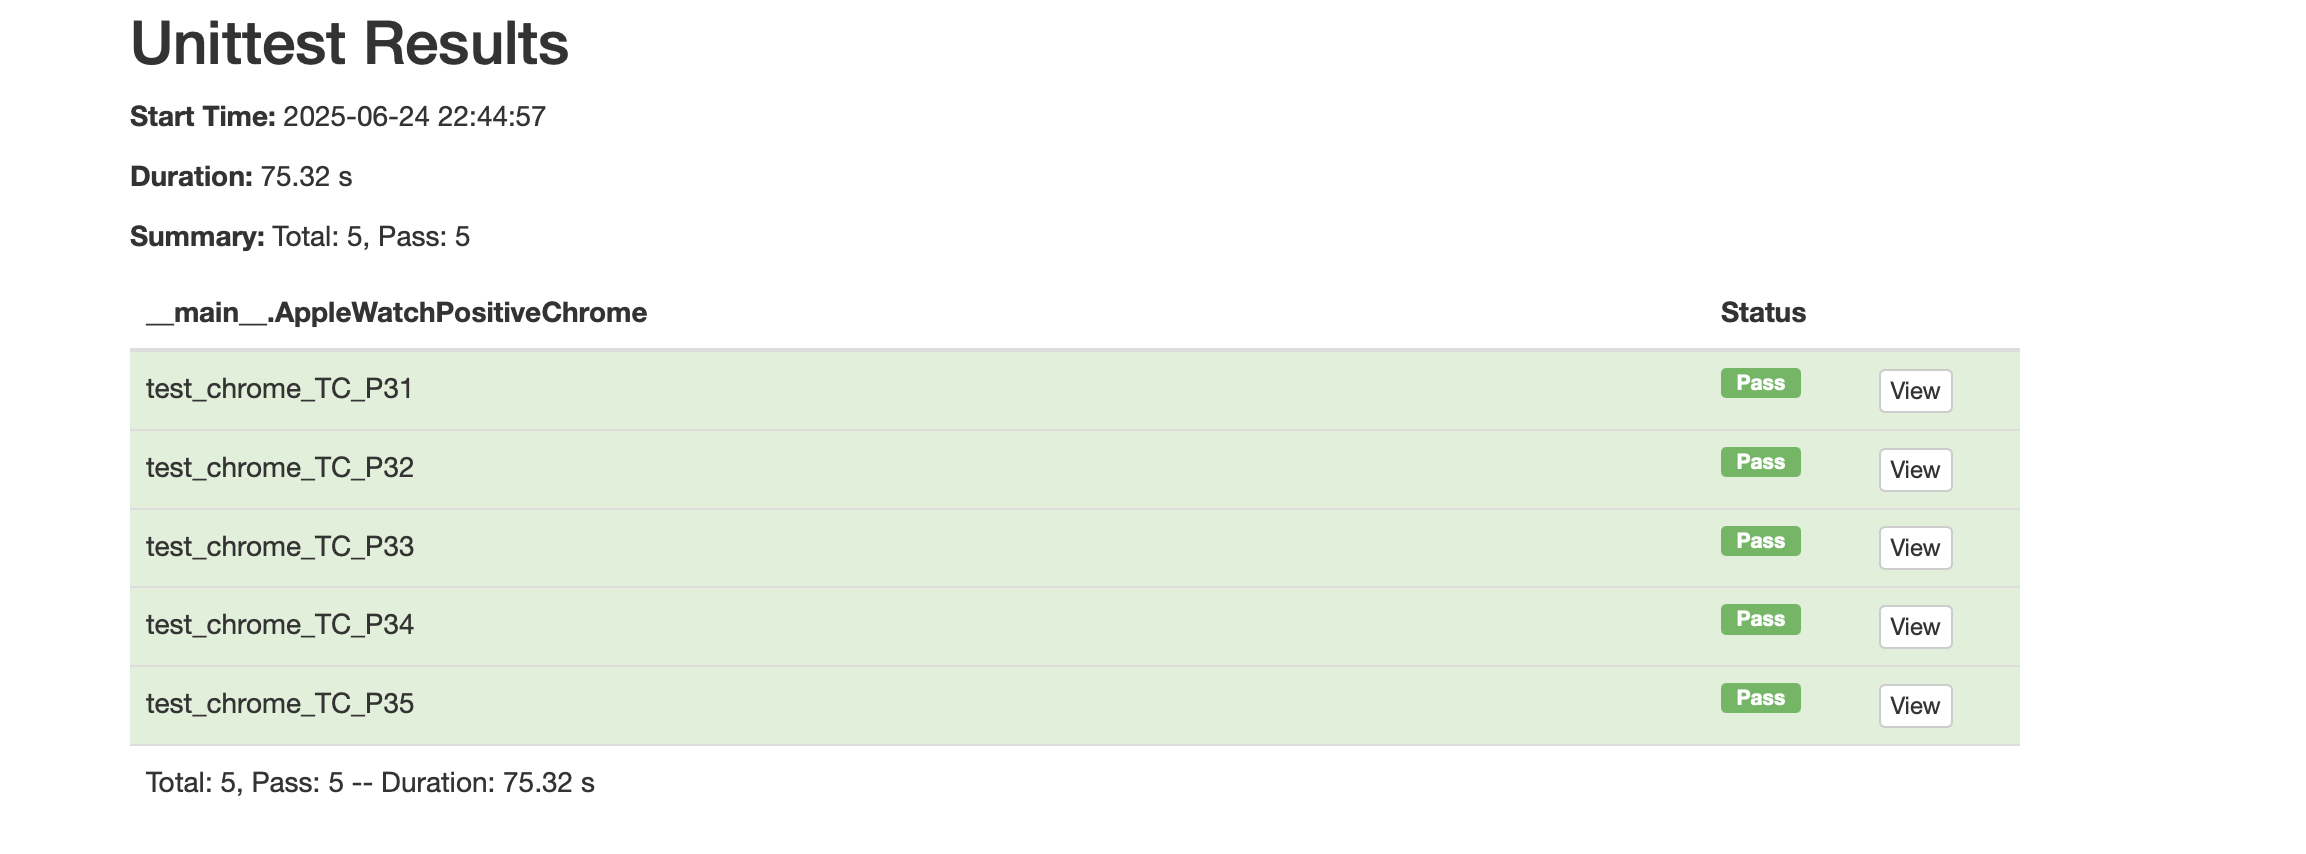 Unittest Results
Start Time: 2025-06-24 22:44:57
Duration: 75.32 s
Summary: Total: 5, Pass: 5
__main__.AppleWatchPositiveChrome Status
test_chrome_TC_P31 Pass View
test_chrome_TC_P32 Pass View
test_chrome_TC_P33 Pass View
test_chrome_TC_P34 Pass View
test_chrome_TC_P35 Pass View
Total: 5, Pass: 5 -- Duration: 75.32 s